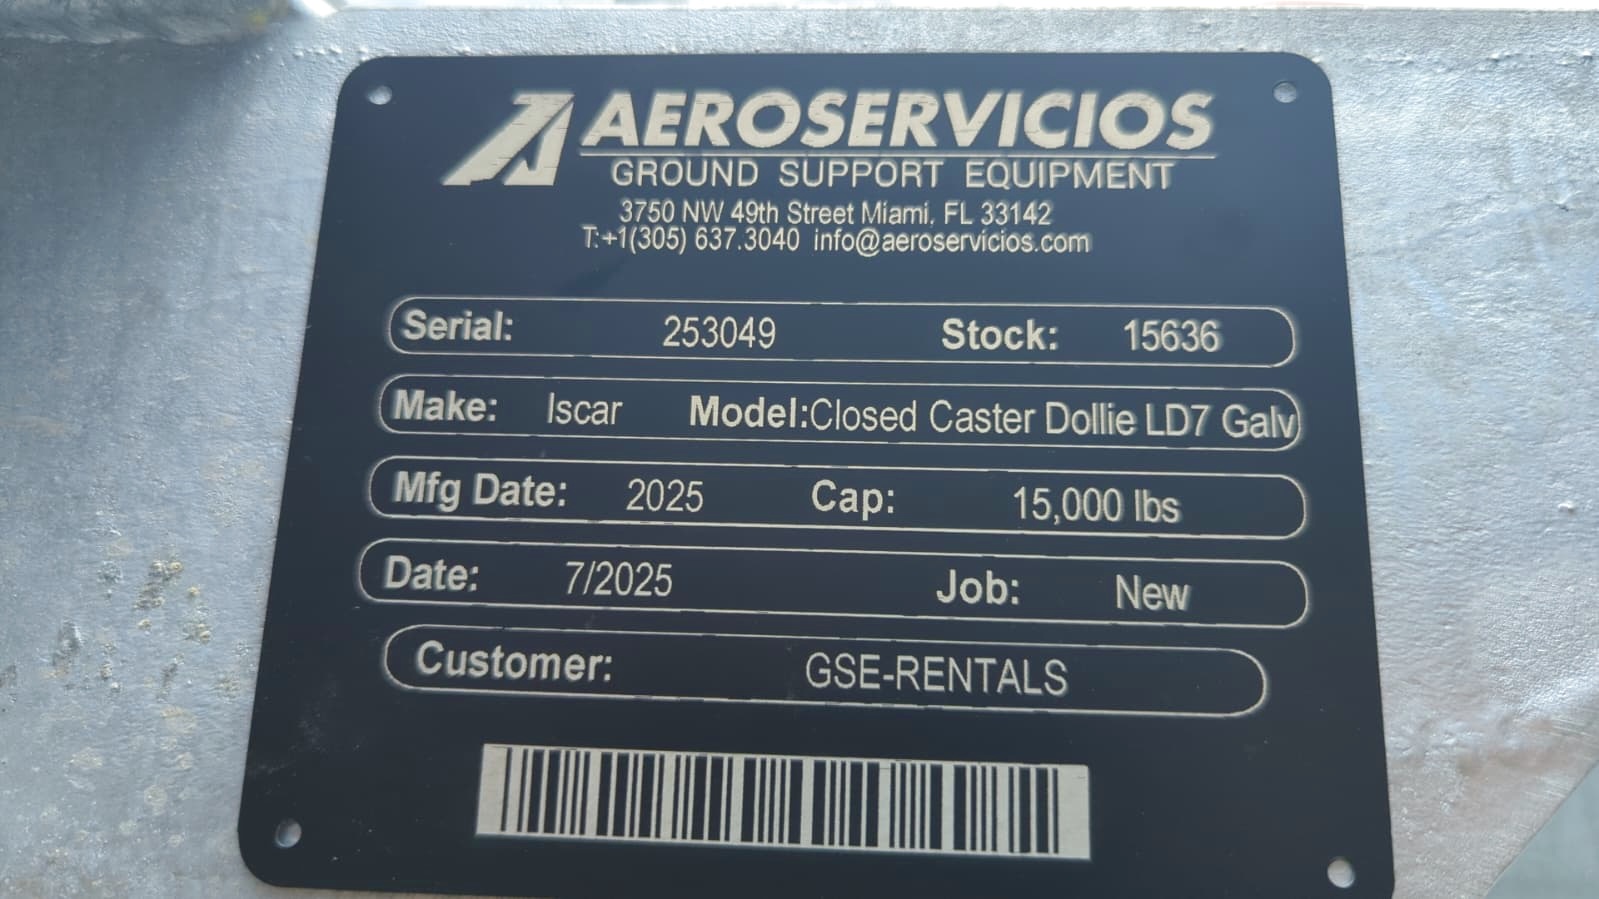 AEROSERVICIOS
GROUND SUPPORT EQUIPMENT
3750 NW 49th Street Miami, FL 33142
T:+1(305) 637.3040 info@aeroservicios.com
Serial: 253049 Stock: 15636
Make: Iscar Model:Closed Caster Dollie LD7 Galv
Mfg Date: 2025 Cap: 15,000 lbs
Date: 7/2025 Job: New
Customer: GSE-RENTALS